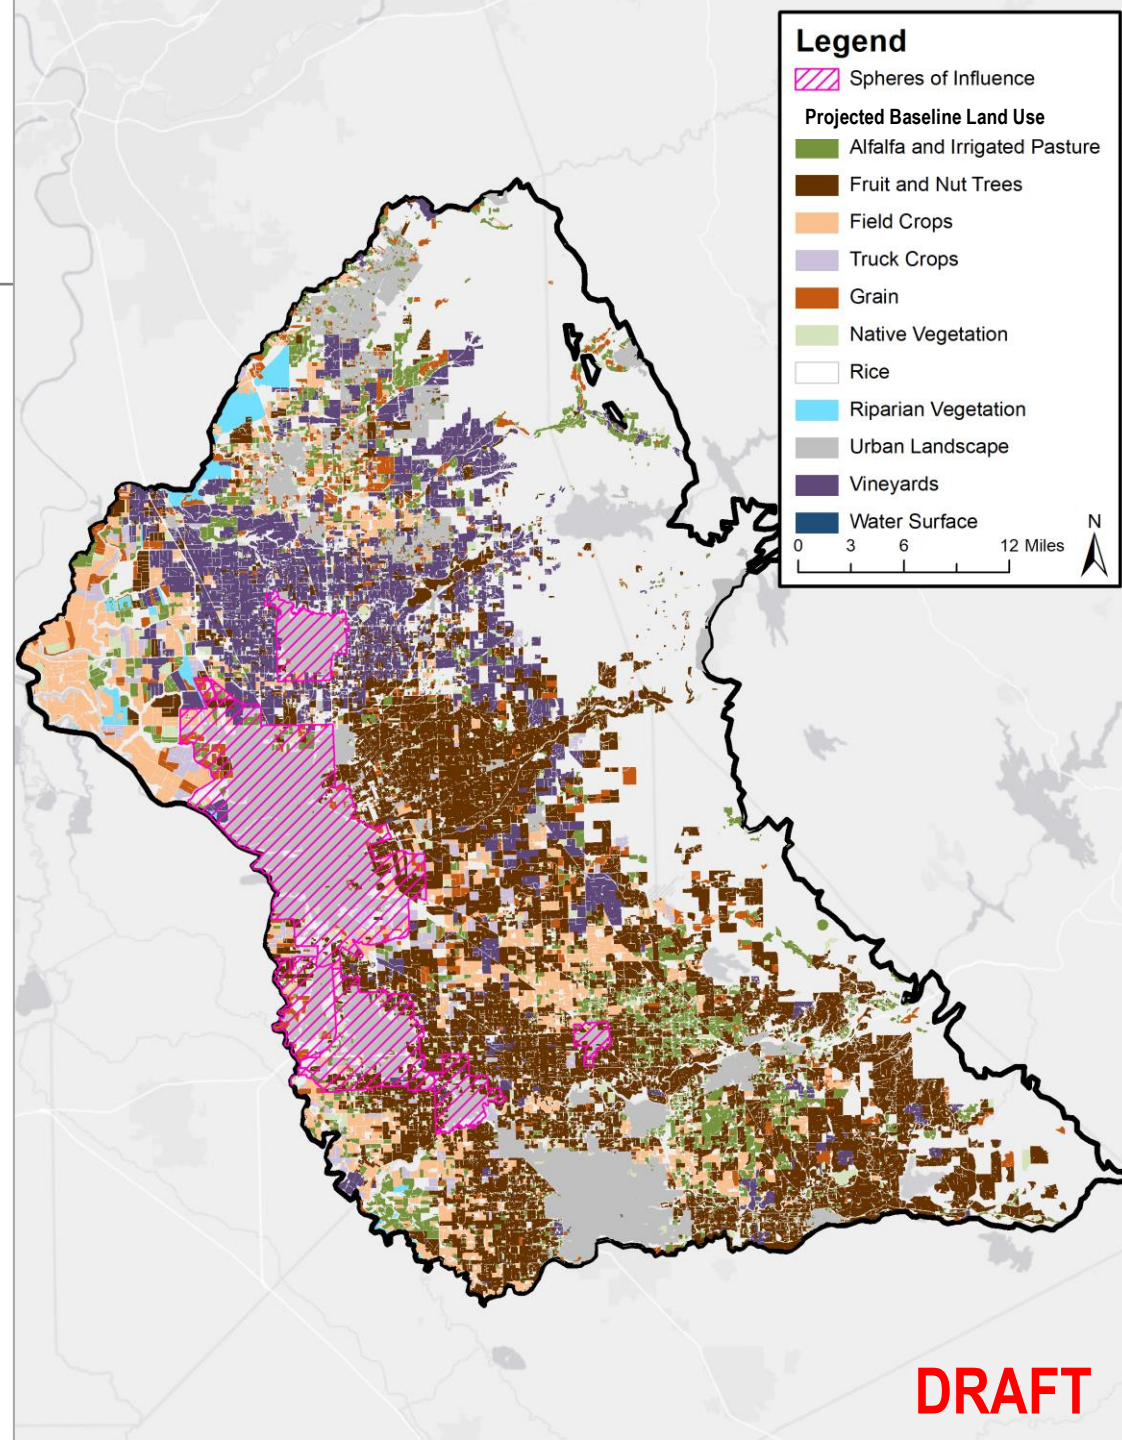 Legend
Spheres of Influence
Projected Baseline Land Use
Alfalfa and Irrigated Pasture
Fruit and Nut Trees
Field Crops
Truck Crops
Grain
Native Vegetation
Rice
Riparian Vegetation
Urban Landscape
Vineyards
Water Surface
N
0 3 6 12 Miles
DRAFT